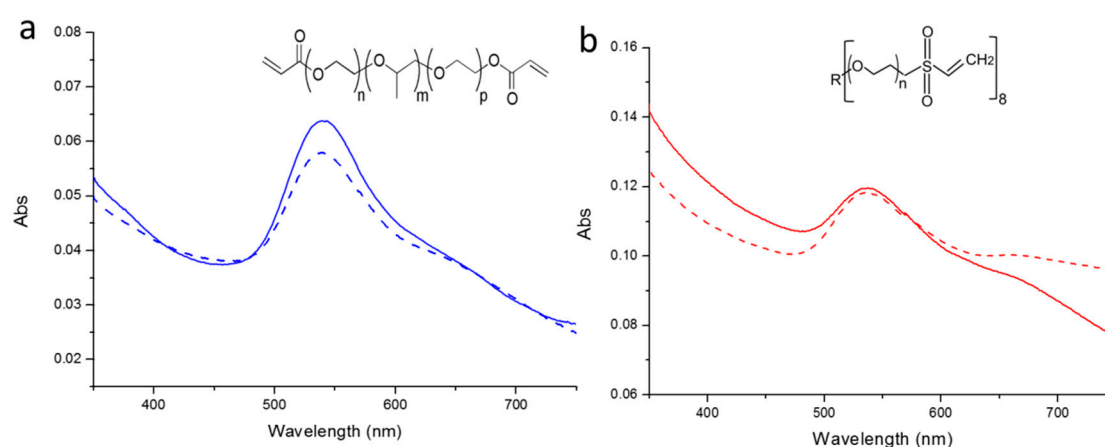 a
0.08
0.07
0.06
0.05
0.04
0.03
0.02
Abs
400
500
600
700
Wavelength (nm)
O
O
n
O
m
O
p
O
O
b
0.16
0.14
0.12
0.10
0.08
0.06
Abs
400
500
600
700
Wavelength (nm)
R
O
n
O
S
O
CH2
8